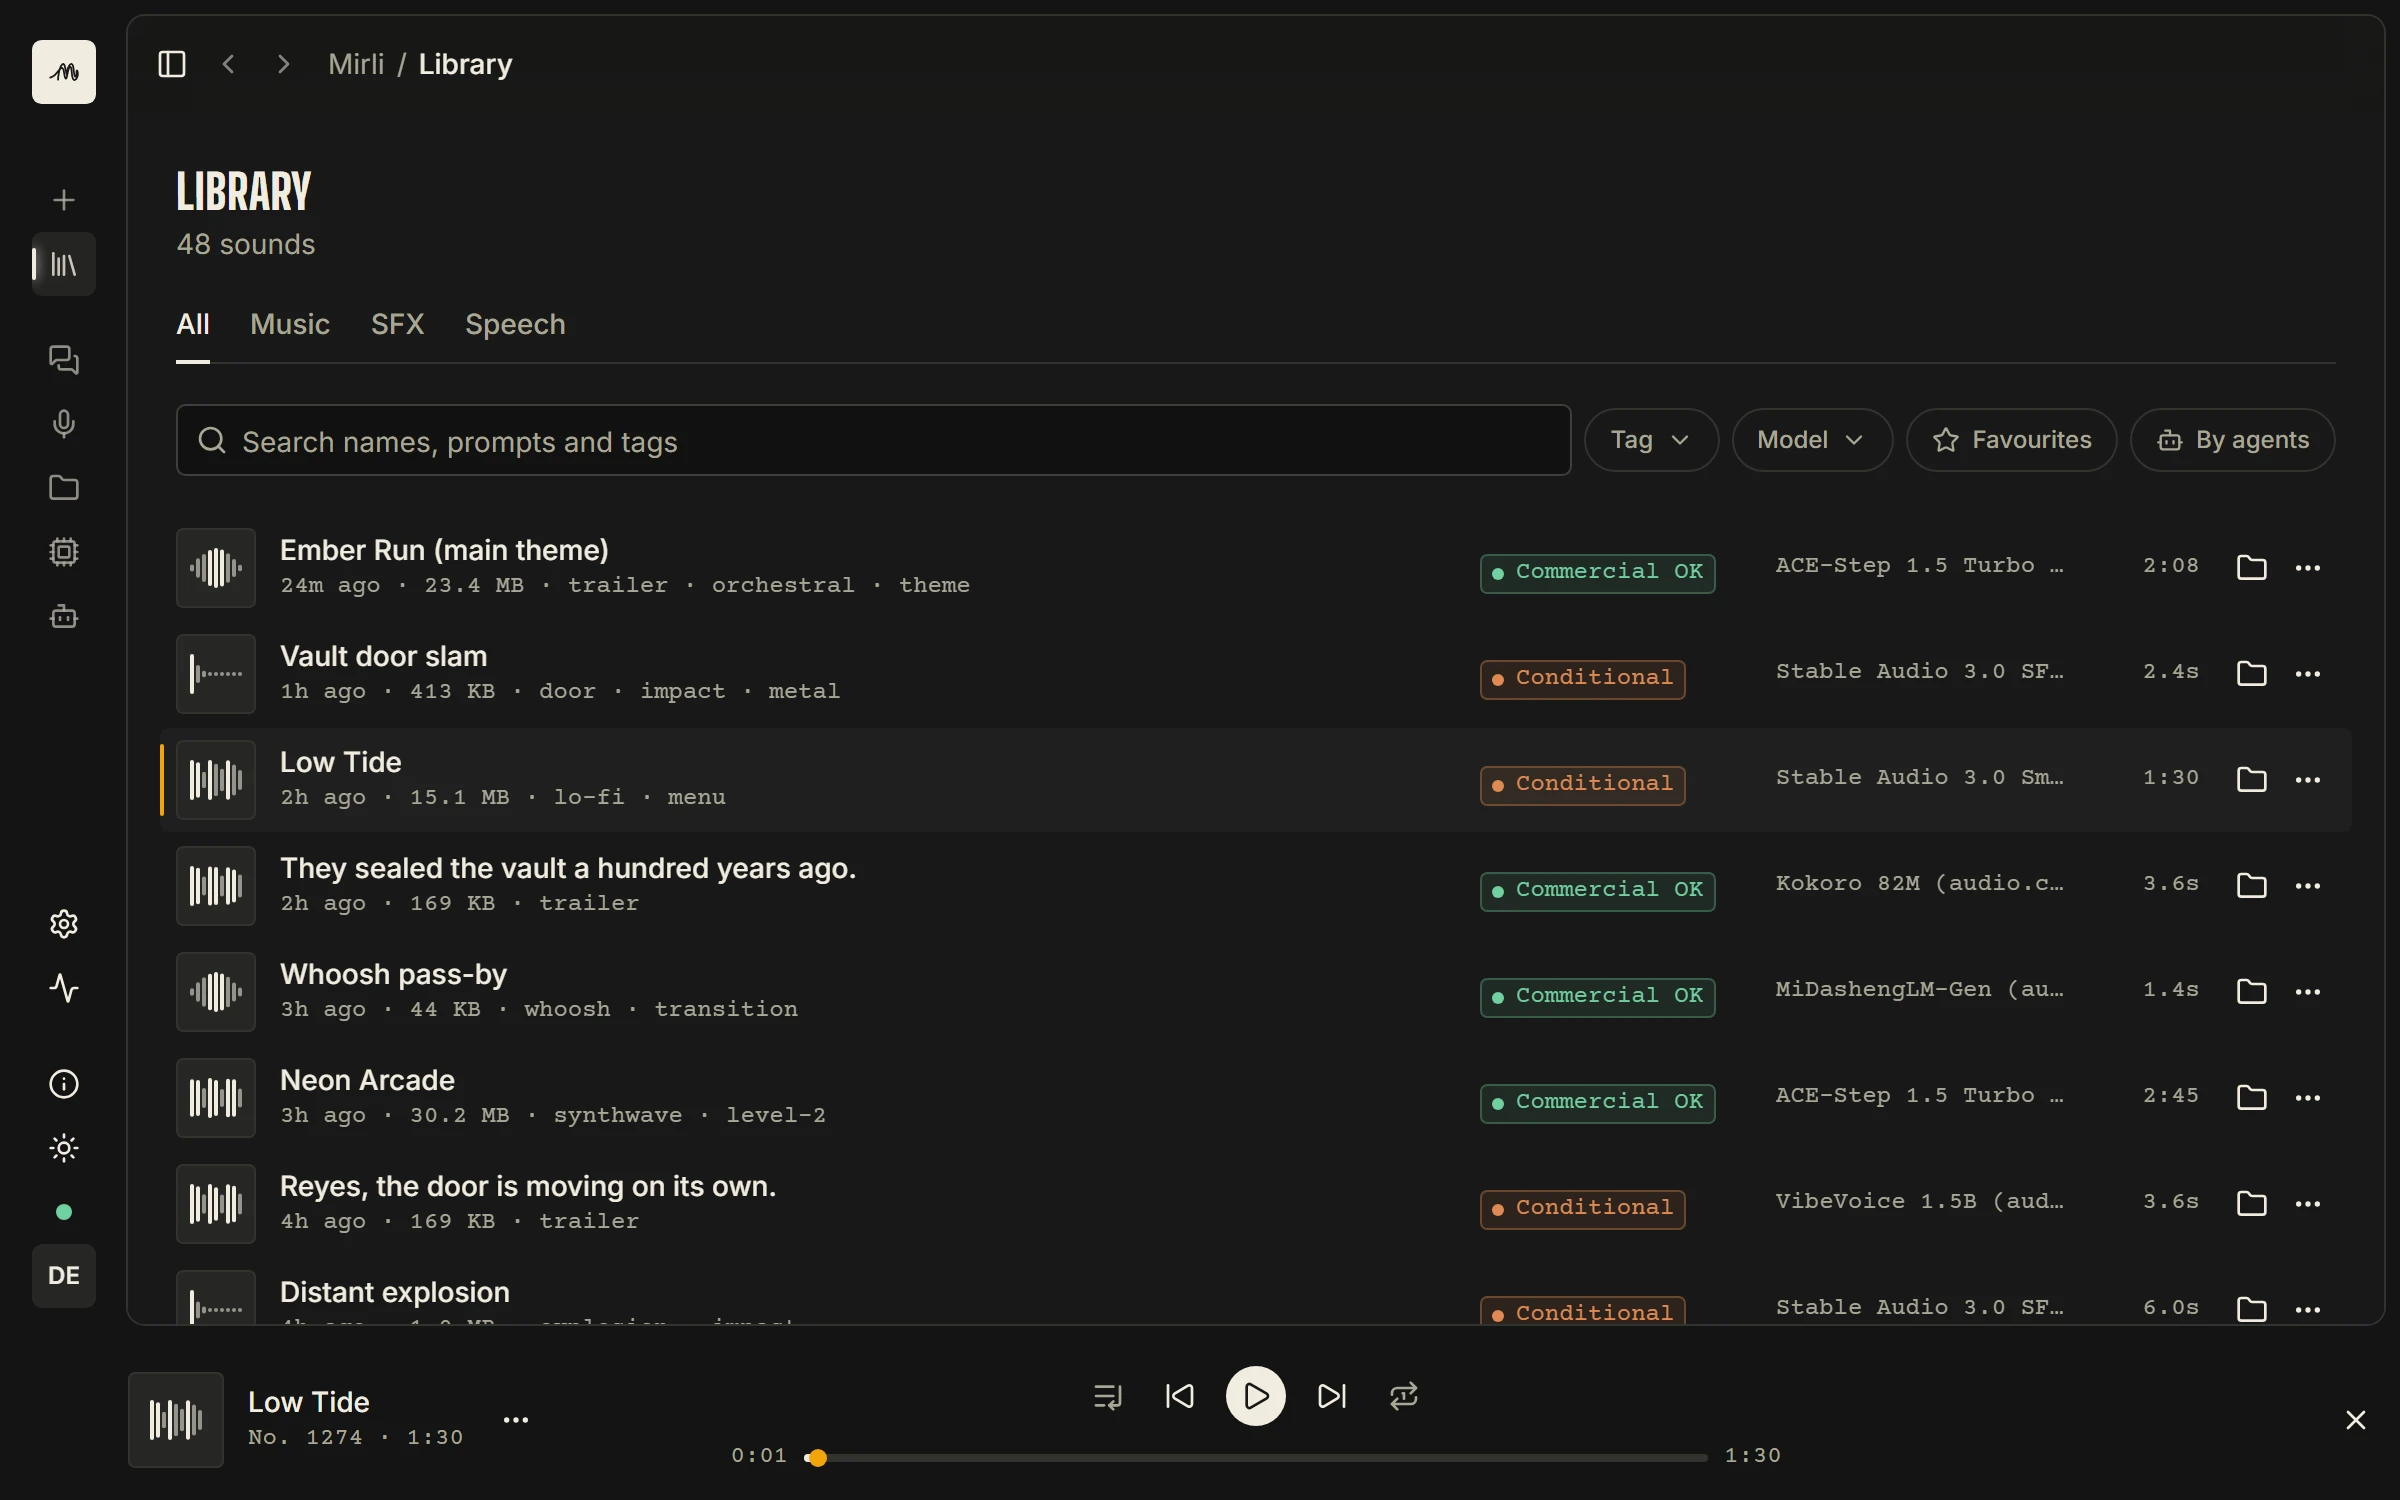 Mirli / Library
LIBRARY
48 sounds
All Music SFX Speech
Search names, prompts and tags
Tag
Model
Favourites
By agents
Ember Run (main theme)
24m ago · 23.4 MB · trailer · orchestral · theme
Commercial OK
ACE-Step 1.5 Turbo …
2:08
Vault door slam
1h ago · 413 KB · door · impact · metal
Conditional
Stable Audio 3.0 SF…
2.4s
Low Tide
2h ago · 15.1 MB · lo-fi · menu
Conditional
Stable Audio 3.0 Sm…
1:30
They sealed the vault a hundred years ago.
2h ago · 169 KB · trailer
Commercial OK
Kokoro 82M (audio.c…
3.6s
Whoosh pass-by
3h ago · 44 KB · whoosh · transition
Commercial OK
MiDashengLM-Gen (au…
1.4s
Neon Arcade
3h ago · 30.2 MB · synthwave · level-2
Commercial OK
ACE-Step 1.5 Turbo …
2:45
Reyes, the door is moving on its own.
4h ago · 169 KB · trailer
Conditional
VibeVoice 1.5B (aud…
3.6s
Distant explosion
Conditional
Stable Audio 3.0 SF…
6.0s
DE
Low Tide
No. 1274 · 1:30
0:01
1:30